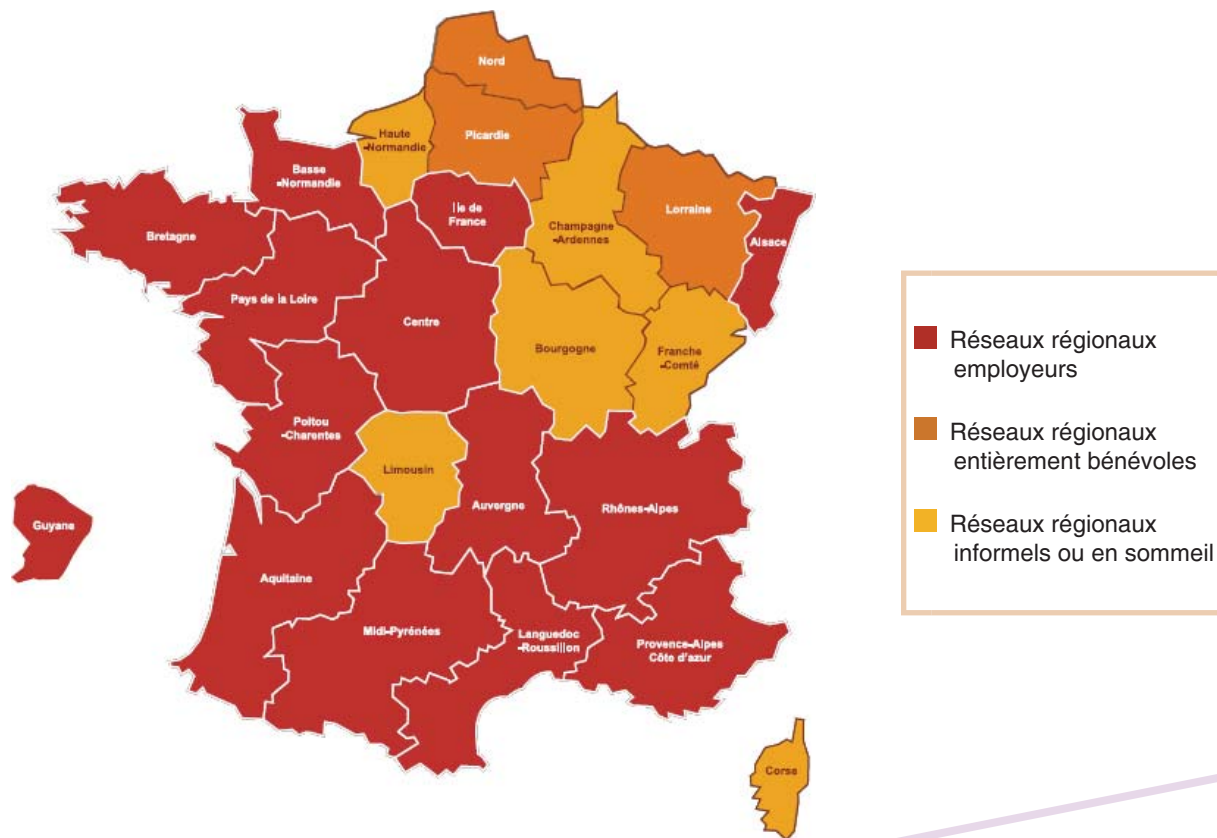 Nord
Haute
-Normandie
Picardie
Basse
-Normandie
Ile de
France
Champagne
-Ardennes
Lorraine
Alsace
Bretagne
Pays de la Loire
Centre
Bourgogne
Franche
-Comté
Poitou
-Charentes
Limousin
Auvergne
Rhônes-Alpes
Guyane
Aquitaine
Midi-Pyrénées
Languedoc
-Roussillon
Provence-Alpes
Côte d'azur
Corse
Réseaux régionaux
employeurs
Réseaux régionaux
entièrement bénévoles
Réseaux régionaux
informels ou en sommeil